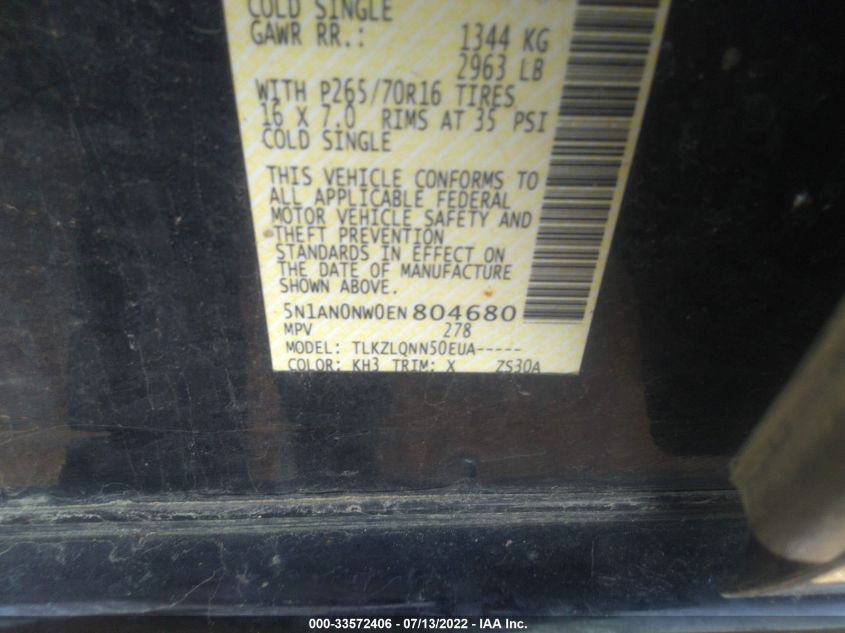 COLD SINGLE
GAWR RR.: 1344 KG
2963 LB
WITH P265/70R16 TIRES
16 X 7.0 RIMS AT 35 PSI
COLD SINGLE
THIS VEHICLE CONFORMS TO
ALL APPLICABLE FEDERAL
MOTOR VEHICLE SAFETY AND
THEFT PREVENTION
STANDARDS IN EFFECT ON
THE DATE OF MANUFACTURE
SHOWN ABOVE.
5N1AN0NW0EN804680
MPV 278
MODEL: TLKZLQNN50EUA-----
COLOR: KH3 TRIM: X ZS30A
000-33572406 - 07/13/2022 - IAA Inc.